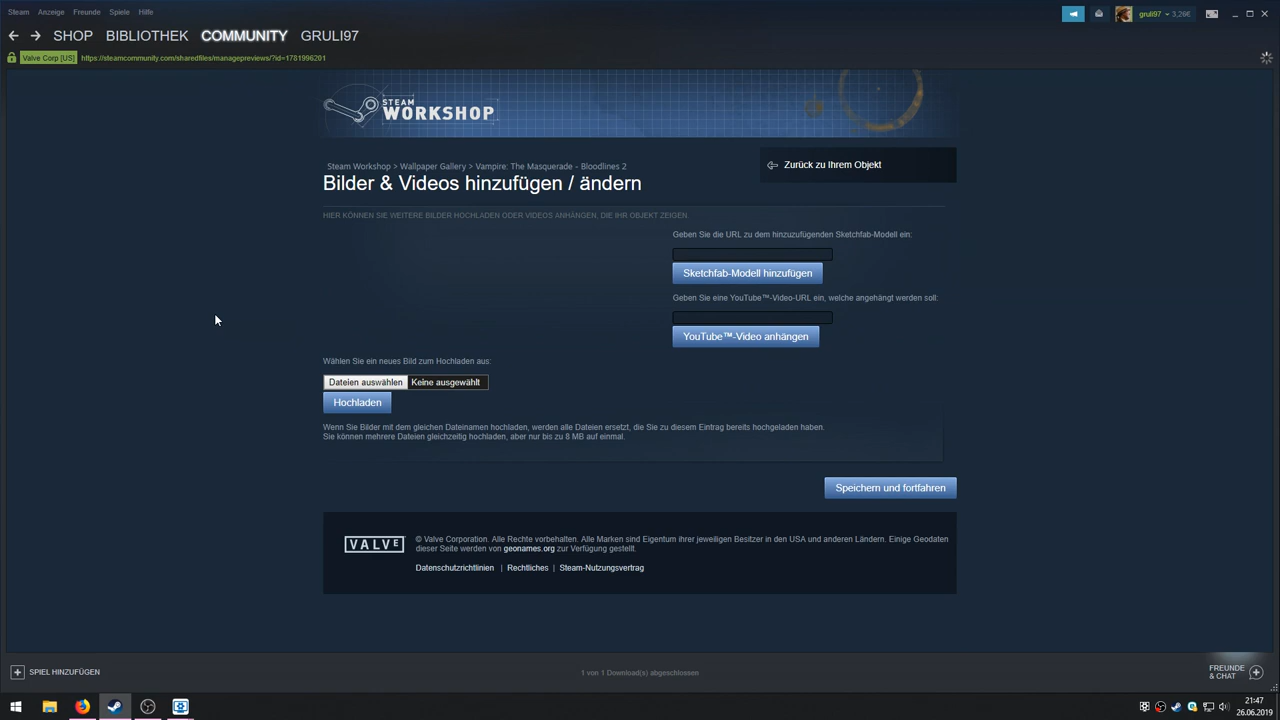 Steam Anzeige Freunde Spiele Hilfe
gruli97 3,26€
SHOP BIBLIOTHEK COMMUNITY GRULI97
Valve Corp [US] https://steamcommunity.com/sharedfiles/managepreviews/?id=1781996201
STEAM
WORKSHOP
Steam Workshop > Wallpaper Gallery > Vampire: The Masquerade - Bloodlines 2
Zurück zu Ihrem Objekt
Bilder & Videos hinzufügen / ändern
HIER KÖNNEN SIE WEITERE BILDER HOCHLADEN ODER VIDEOS ANHÄNGEN, DIE IHR OBJEKT ZEIGEN.
Geben Sie die URL zu dem hinzuzufügenden Sketchfab-Modell ein:
Sketchfab-Modell hinzufügen
Geben Sie eine YouTube™-Video-URL ein, welche angehängt werden soll:
YouTube™-Video anhängen
Wählen Sie ein neues Bild zum Hochladen aus:
Dateien auswählen Keine ausgewählt
Hochladen
Wenn Sie Bilder mit dem gleichen Dateinamen hochladen, werden alle Dateien ersetzt, die Sie zu diesem Eintrag bereits hochgeladen haben.
Sie können mehrere Dateien gleichzeitig hochladen, aber nur bis zu 8 MB auf einmal.
Speichern und fortfahren
VALVE
© Valve Corporation. Alle Rechte vorbehalten. Alle Marken sind Eigentum ihrer jeweiligen Besitzer in den USA und anderen Ländern. Einige Geodaten
dieser Seite werden von geonames.org zur Verfügung gestellt.
Datenschutzrichtlinien | Rechtliches | Steam-Nutzungsvertrag
SPIEL HINZUFÜGEN
1 von 1 Download(s) abgeschlossen
FREUNDE
& CHAT
21:47
26.06.2019